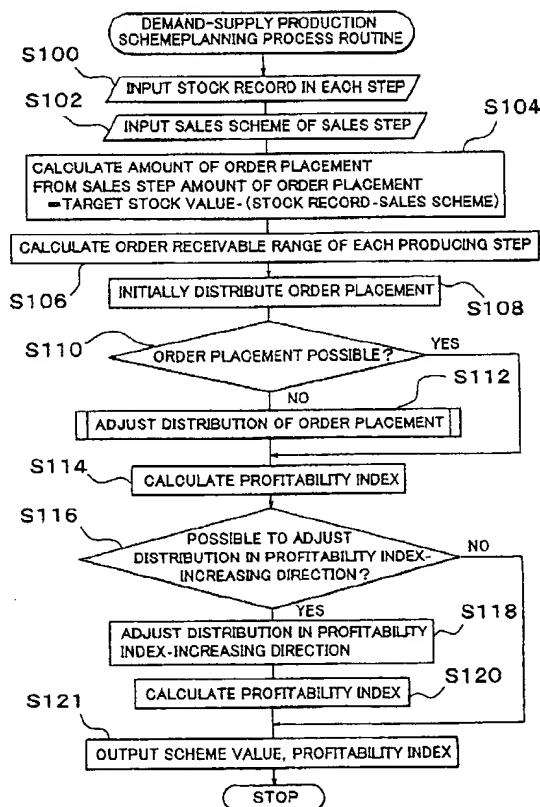 DEMAND-SUPPLY PRODUCTION
SCHEMEPLANNING PROCESS ROUTINE
S100
INPUT STOCK RECORD IN EACH STEP
S102
INPUT SALES SCHEME OF SALES STEP
S104
CALCULATE AMOUNT OF ORDER PLACEMENT
FROM SALES STEP AMOUNT OF ORDER PLACEMENT
=TARGET STOCK VALUE- (STOCK RECORD-SALES SCHEME)
CALCULATE ORDER RECEIVABLE RANGE OF EACH PRODUCING STEP
S106
INITIALLY DISTRIBUTE ORDER PLACEMENT
S108
S110
ORDER PLACEMENT POSSIBLE?
YES
NO
S112
ADJUST DISTRIBUTION OF ORDER PLACEMENT
S114
CALCULATE PROFITABILITY INDEX
S116
POSSIBLE TO ADJUST
DISTRIBUTION IN PROFITABILITY INDEX-
INCREASING DIRECTION?
NO
YES
S118
ADJUST DISTRIBUTION IN PROFITABILITY
INDEX-INCREASING DIRECTION
S120
CALCULATE PROFITABILITY INDEX
S121
OUTPUT SCHEME VALUE, PROFITABILITY INDEX
STOP